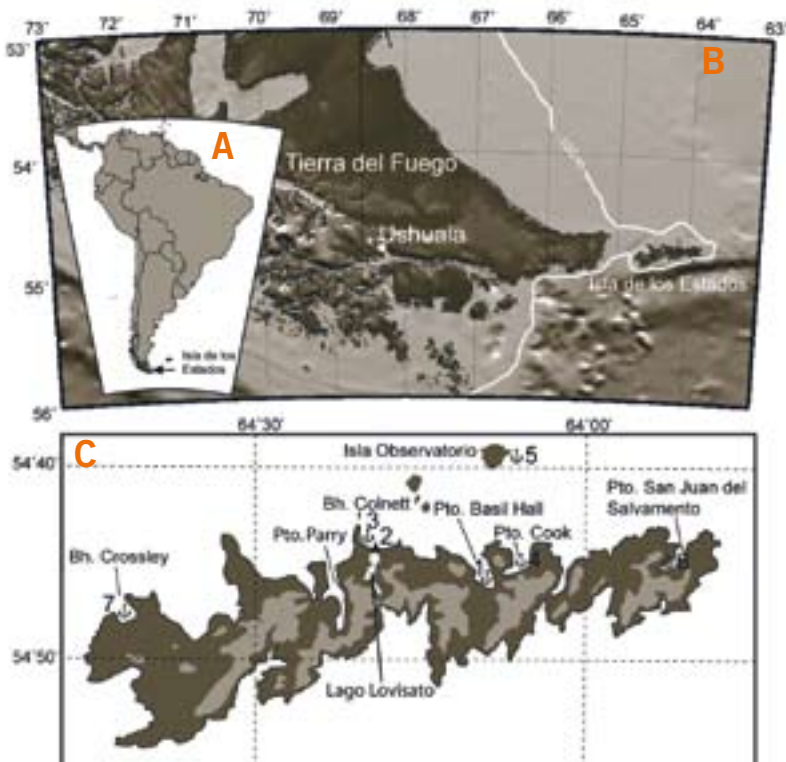 73° 72° 71° 70° 69° 68° 67° 66° 65° 64° 63°
53°
B
A
54°
Tierra del Fuego
Ushuaia
55°
Isla de los Estados
Isla de los
Estados
56°
64°30' 64°00'
C
54°40'
Isla Observatorio
5
Bh. Colnett
3
2
Pto. Parry
Pto. Basil Hall
1
Pto. Cook
Pto. San Juan del
Salvamento
Bh. Crossley
7
54°50'
Lago Lovisato